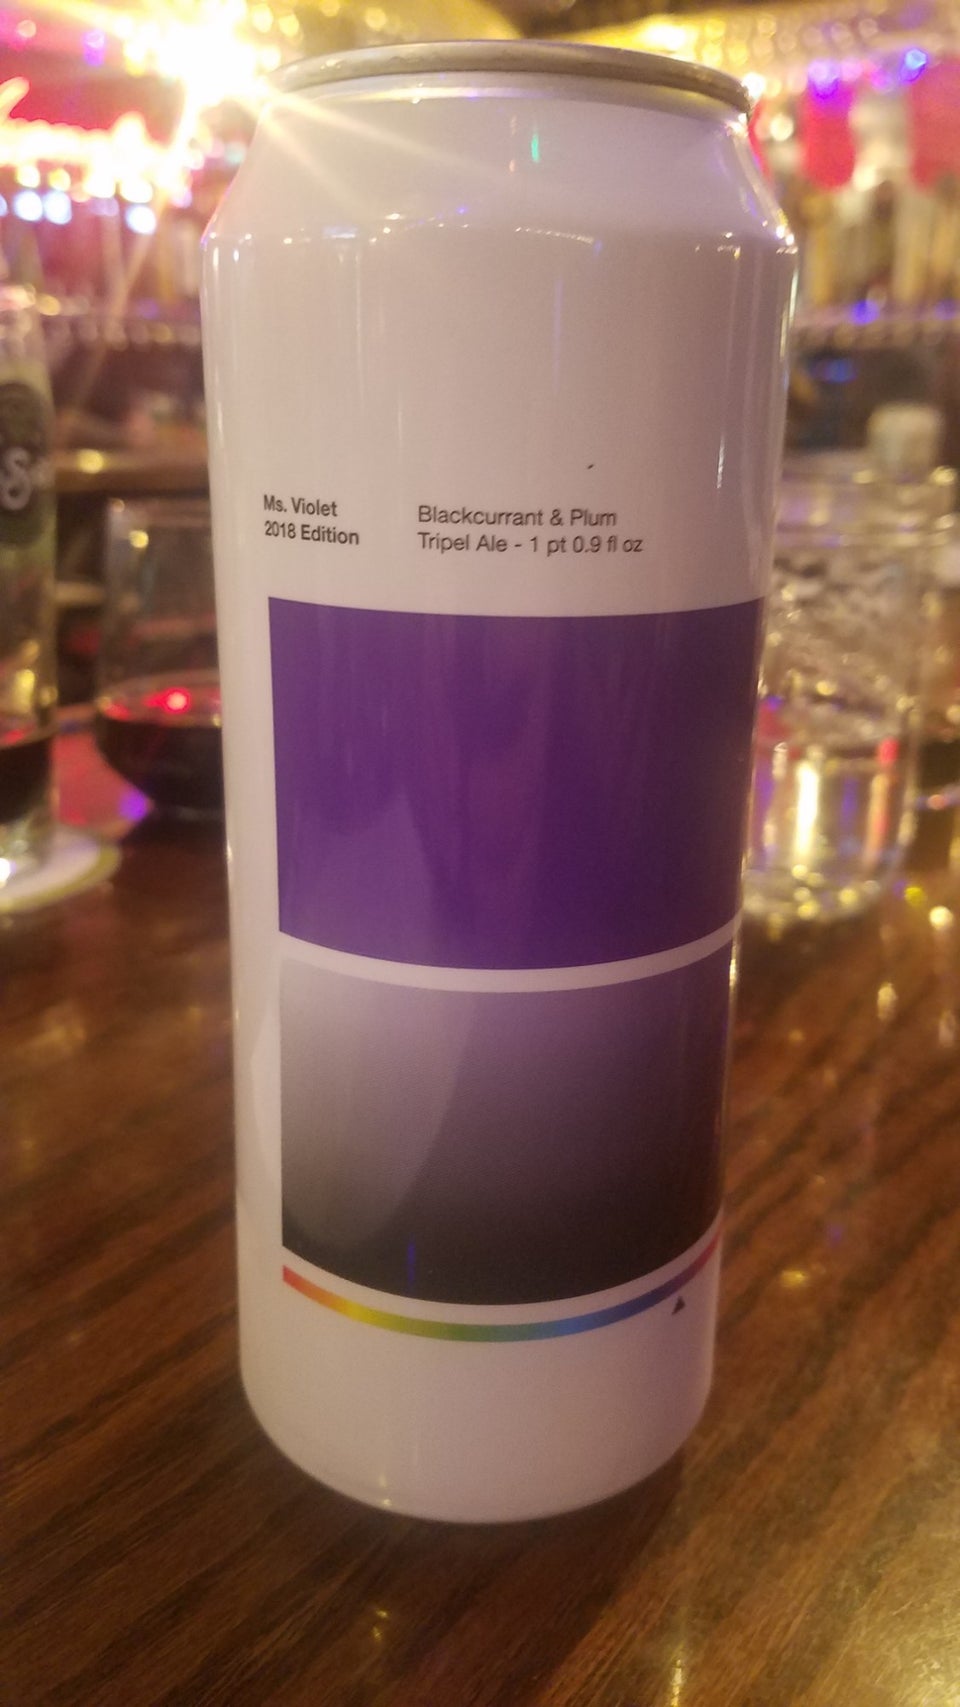 Ms. Violet
2018 Edition
Blackcurrant & Plum
Tripel Ale - 1 pt 0.9 fl oz